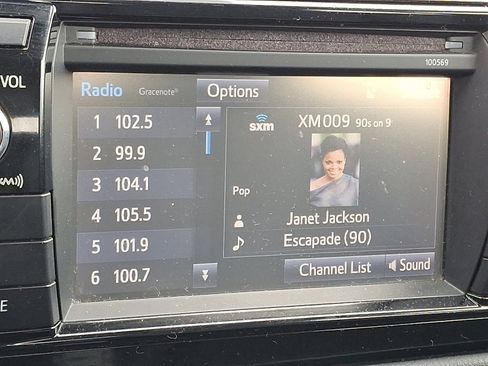 VOL
100569
Radio Gracenote® Options
1 102.5
2 99.9
3 104.1
4 105.5
5 101.9
6 100.7
sxm XM009 90s on 9
Pop
Janet Jackson
Escapade (90)
Channel List Sound
E